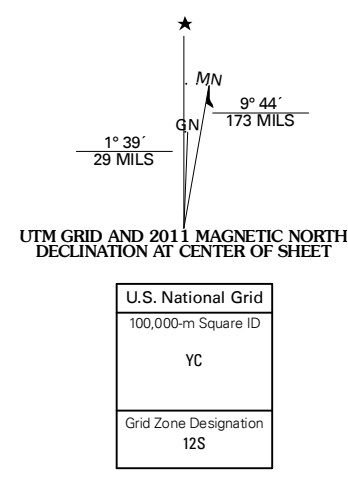 MN
GN
9° 44´
173 MILS
1° 39´
29 MILS
UTM GRID AND 2011 MAGNETIC NORTH
DECLINATION AT CENTER OF SHEET
U.S. National Grid
100,000-m Square ID
YC
Grid Zone Designation
12S